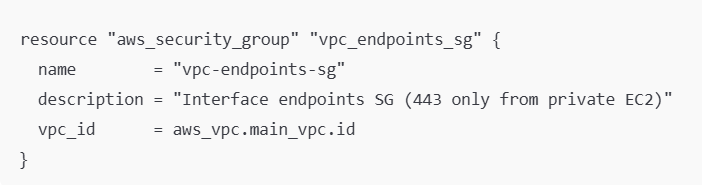 resource "aws_security_group" "vpc_endpoints_sg" {
  name        = "vpc-endpoints-sg"
  description = "Interface endpoints SG (443 only from private EC2)"
  vpc_id      = aws_vpc.main_vpc.id
}